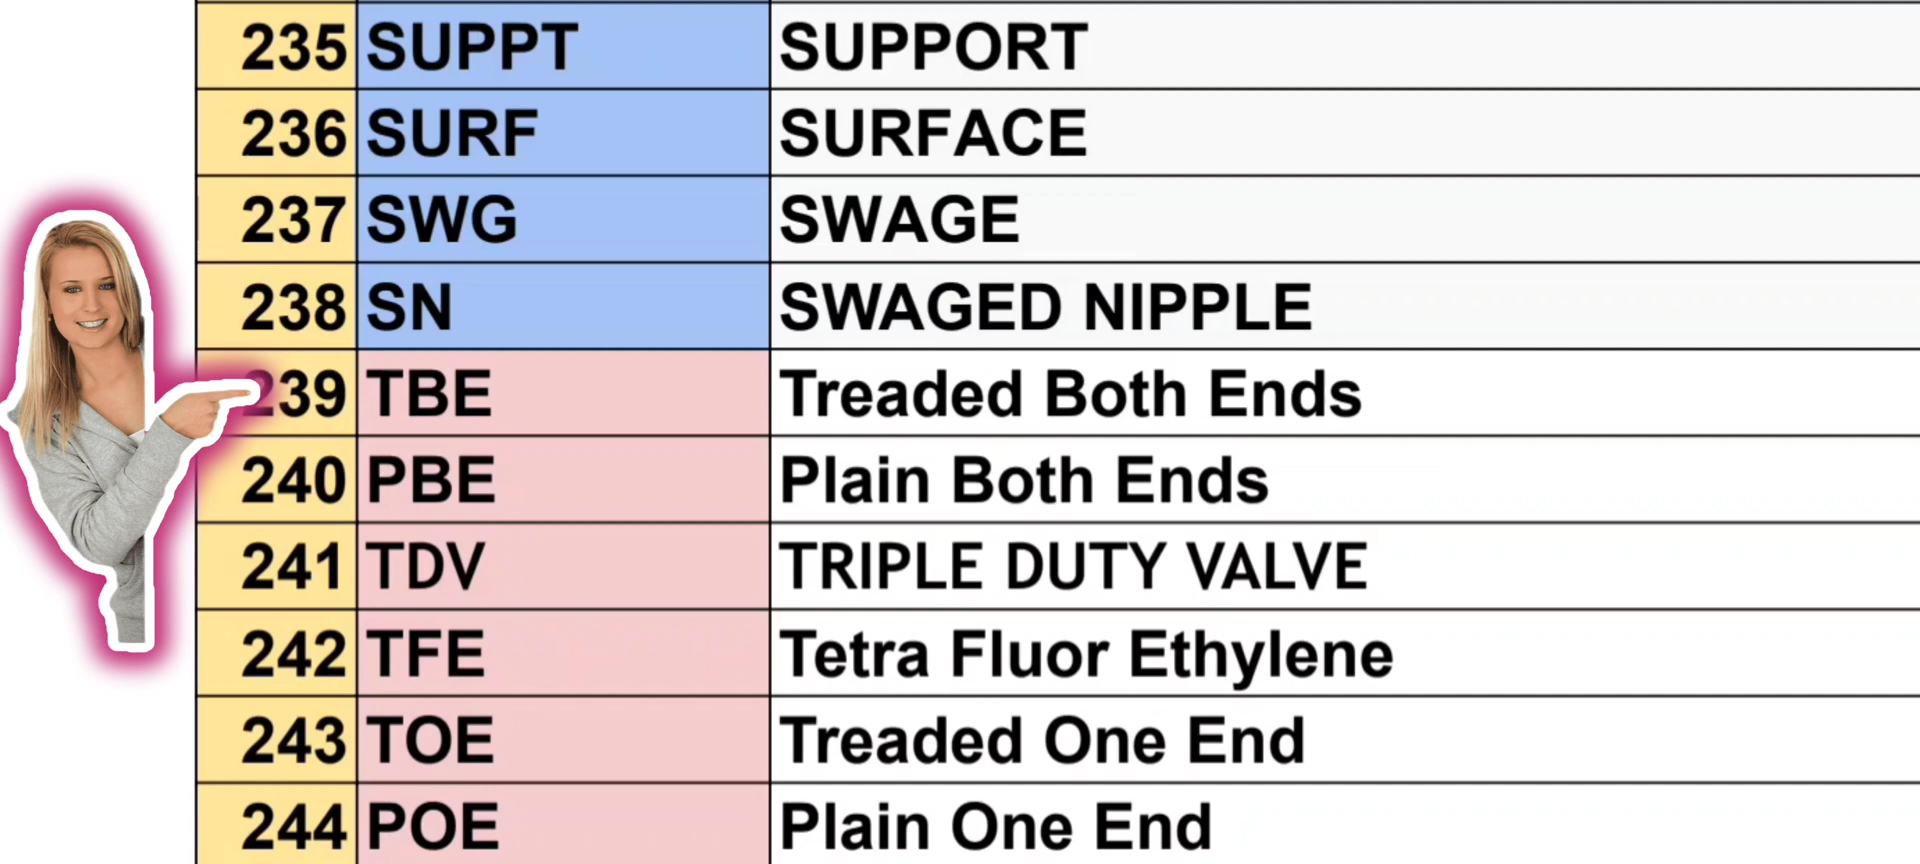 235 SUPPT SUPPORT
236 SURF SURFACE
237 SWG SWAGE
238 SN SWAGED NIPPLE
239 TBE Treaded Both Ends
240 PBE Plain Both Ends
241 TDV TRIPLE DUTY VALVE
242 TFE Tetra Fluor Ethylene
243 TOE Treaded One End
244 POE Plain One End